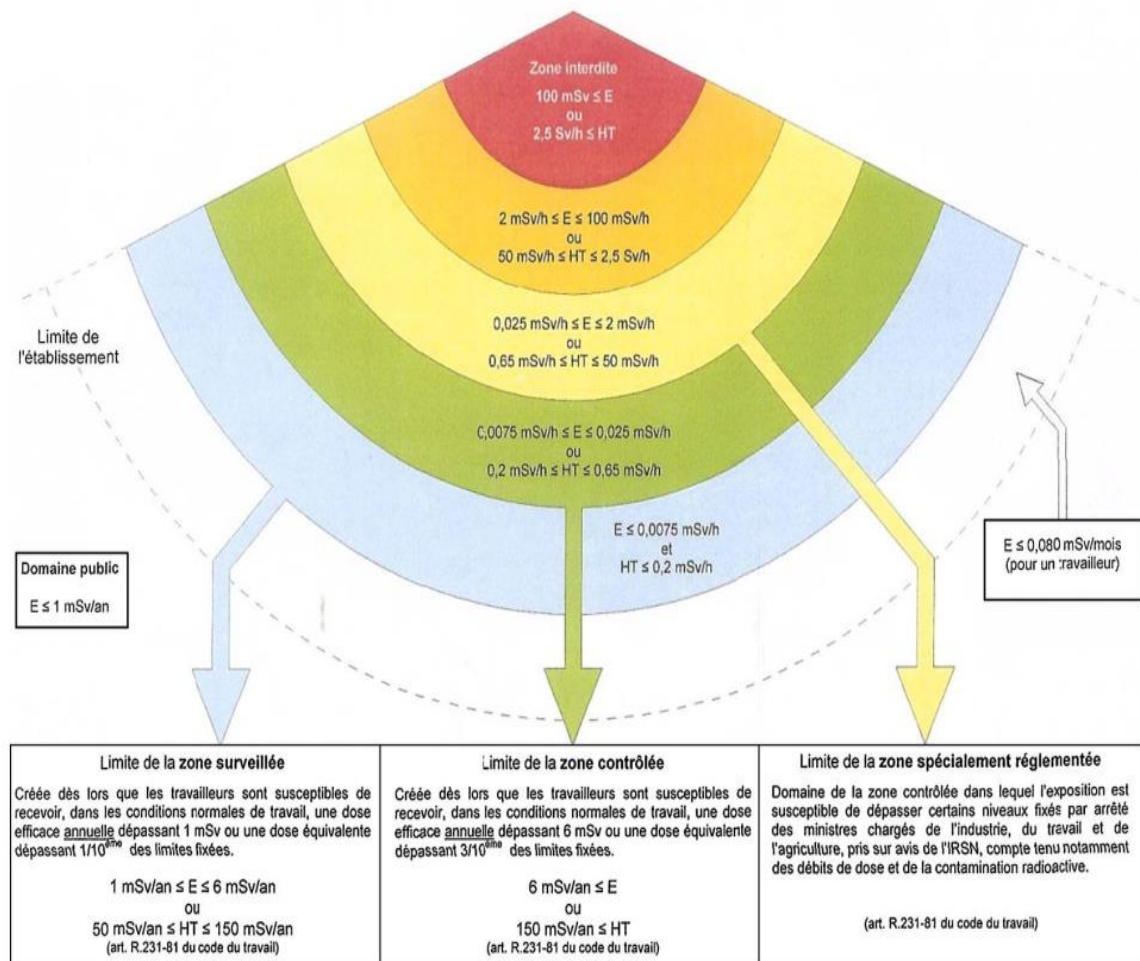 Zone interdite
100 mSv ≤ E
ou
2,5 Sv/h ≤ HT
2 mSv/h ≤ E ≤ 100 mSv/h
ou
50 mSv/h ≤ HT ≤ 2,5 Sv/h
0,025 mSv/h ≤ E ≤ 2 mSv/h
ou
0,65 mSv/h ≤ HT ≤ 50 mSv/h
0,0075 mSv/h ≤ E ≤ 0,025 mSv/h
ou
0,2 mSv/h ≤ HT ≤ 0,65 mSv/h
E ≤ 0,0075 mSv/h
et
HT ≤ 0,2 mSv/h
Limite de
l'établissement
Domaine public
E ≤ 1 mSv/an
E ≤ 0,080 mSv/mois
(pour un travailleur)
Limite de la zone surveillée
Créée dès lors que les travailleurs sont susceptibles de
recevoir, dans les conditions normales de travail, une dose
efficace annuelle dépassant 1 mSv ou une dose équivalente
dépassant 1/10ème des limites fixées.
1 mSv/an ≤ E ≤ 6 mSv/an
ou
50 mSv/an ≤ HT ≤ 150 mSv/an
(art. R.231-81 du code du travail)
Limite de la zone contrôlée
Créée dès lors que les travailleurs sont susceptibles de
recevoir, dans les conditions normales de travail, une dose
efficace annuelle dépassant 6 mSv ou une dose équivalente
dépassant 3/10ème des limites fixées.
6 mSv/an ≤ E
ou
150 mSv/an ≤ HT
(art. R.231-81 du code du travail)
Limite de la zone spécialement réglementée
Domaine de la zone contrôlée dans lequel l'exposition est
susceptible de dépasser certains niveaux fixés par arrêté
des ministres chargés de l'industrie, du travail et de
l'agriculture, pris sur avis de l'IRSN, compte tenu notamment
des débits de dose et de la contamination radioactive.
(art. R.231-81 du code du travail)